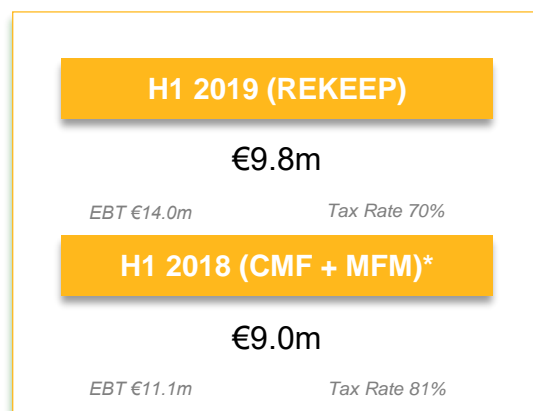 H1 2019 (REKEEP)
€9.8m
EBT €14.0m Tax Rate 70%
H1 2018 (CMF + MFM)*
€9.0m
EBT €11.1m Tax Rate 81%